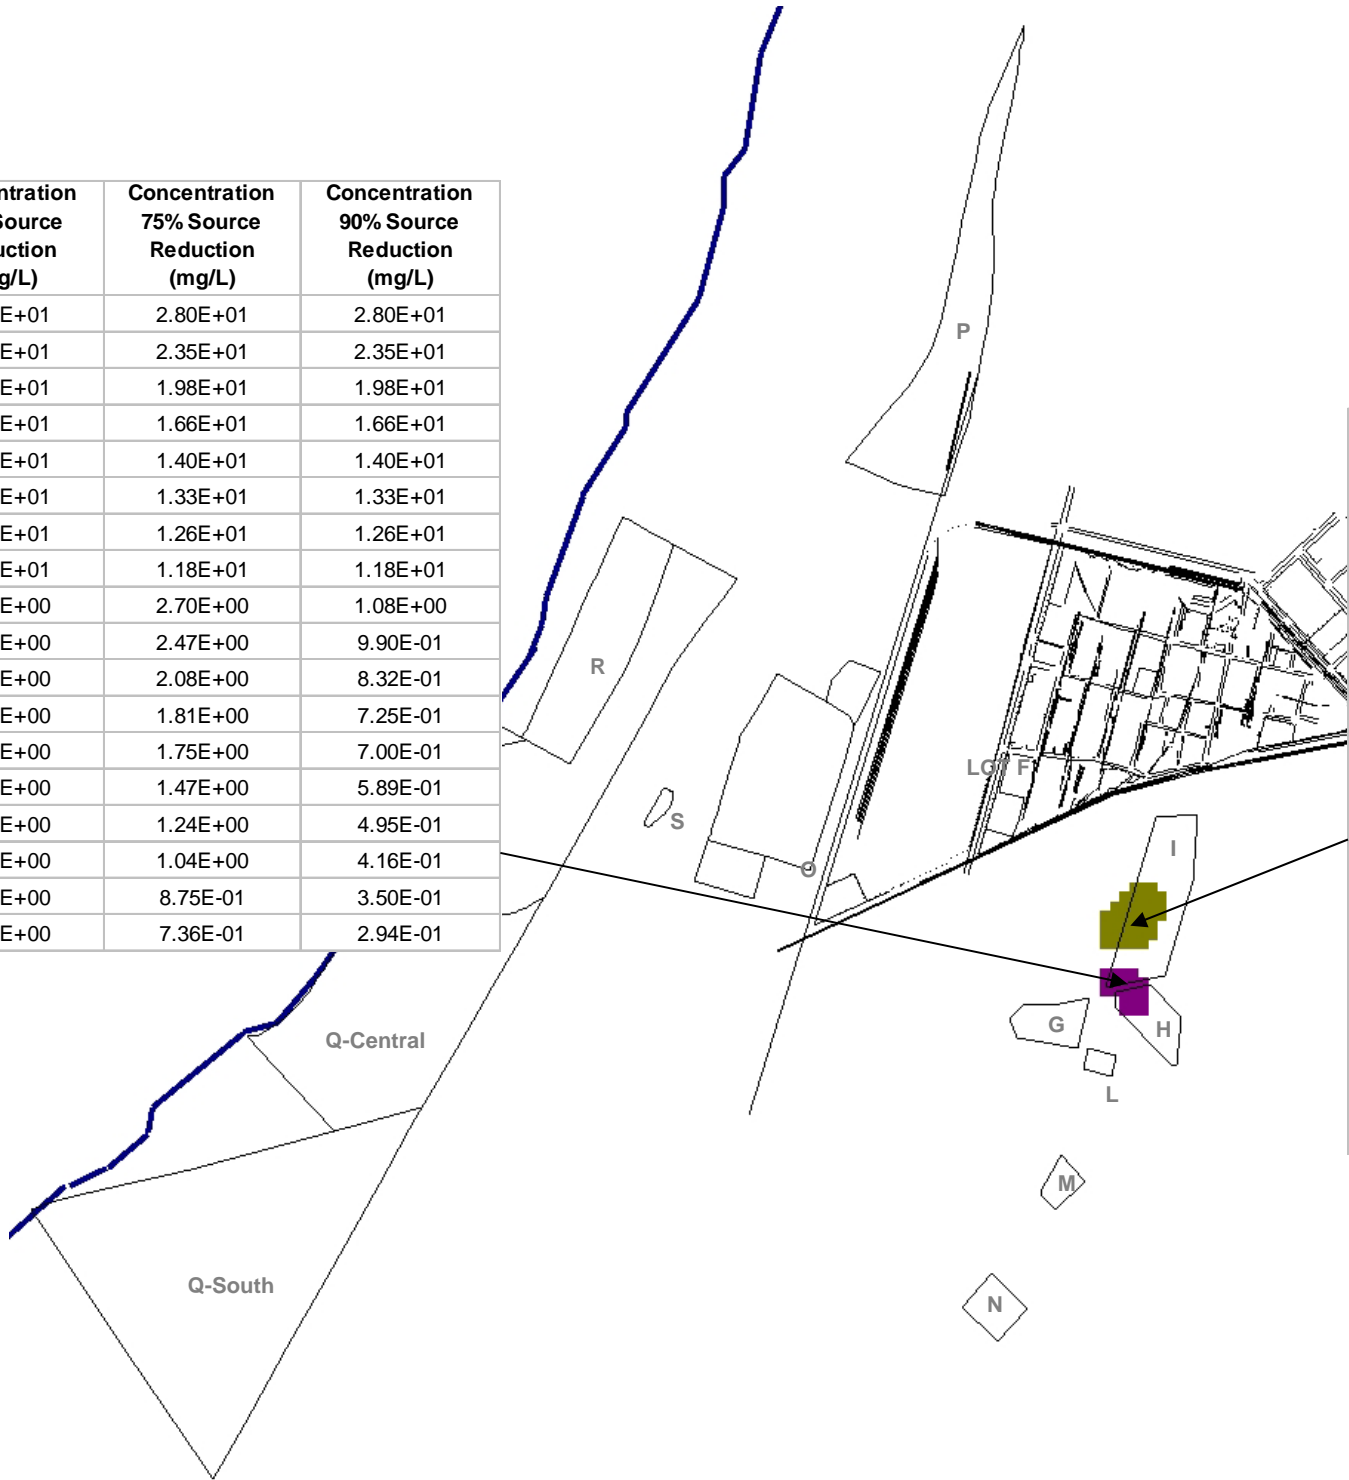 ntration Concentration Concentration
ource 75% Source 90% Source
uction Reduction Reduction
g/L) (mg/L) (mg/L)
E+01 2.80E+01 2.80E+01
E+01 2.35E+01 2.35E+01
E+01 1.98E+01 1.98E+01
E+01 1.66E+01 1.66E+01
E+01 1.40E+01 1.40E+01
E+01 1.33E+01 1.33E+01
E+01 1.26E+01 1.26E+01
E+01 1.18E+01 1.18E+01
E+00 2.70E+00 1.08E+00
E+00 2.47E+00 9.90E-01
E+00 2.08E+00 8.32E-01
E+00 1.81E+00 7.25E-01
E+00 1.75E+00 7.00E-01
E+00 1.47E+00 5.89E-01
E+00 1.24E+00 4.95E-01
E+00 1.04E+00 4.16E-01
E+00 8.75E-01 3.50E-01
E+00 7.36E-01 2.94E-01
P
R
LOT F
S
I
O
G
H
Q-Central
L
M
Q-South
N